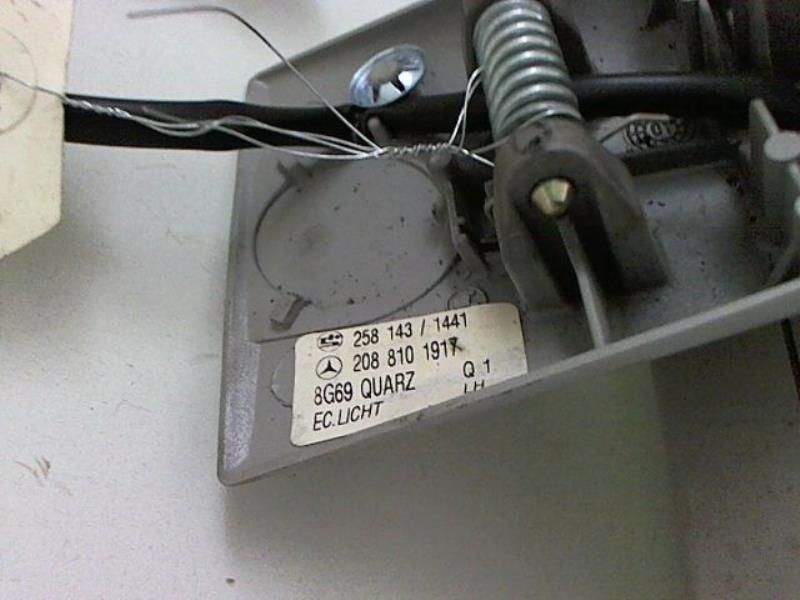 258 143 / 1441
208 810 1917
8G69 QUARZ Q 1
EC.LICHT LH